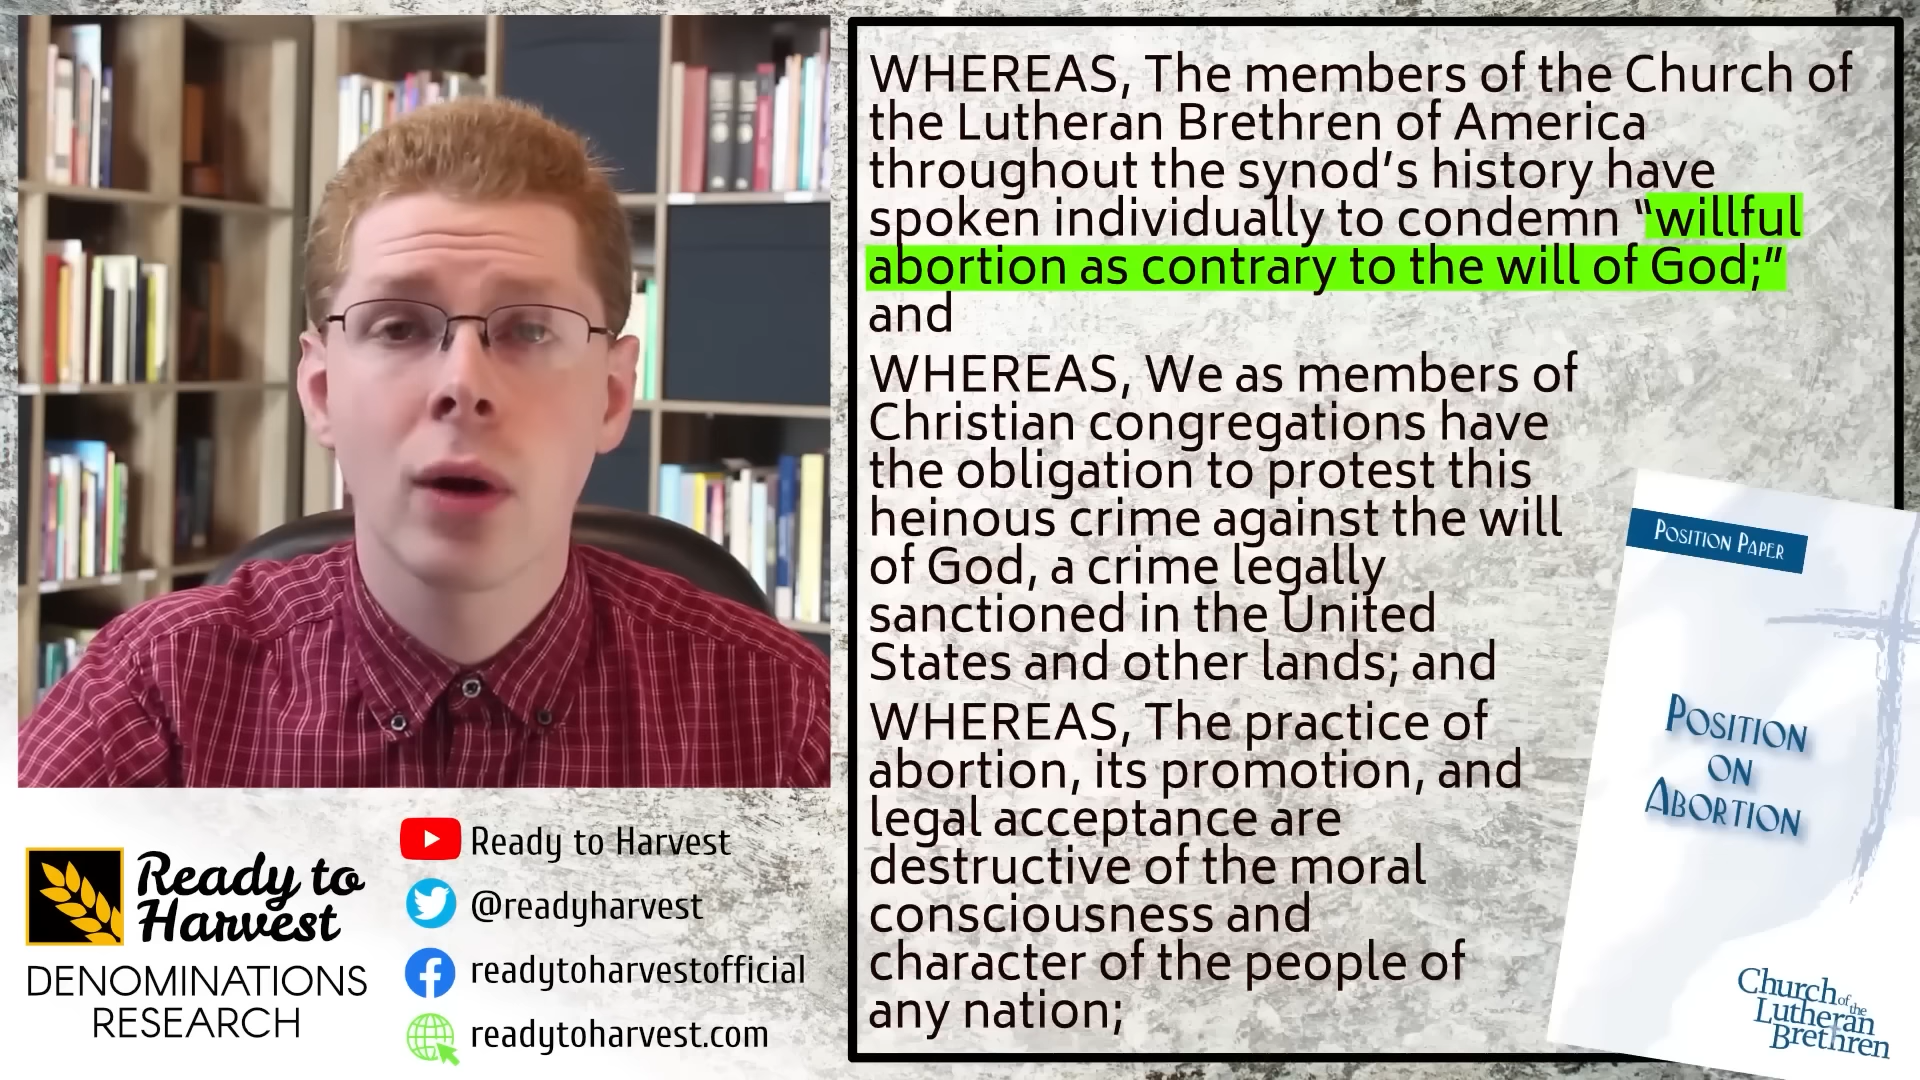 WHEREAS, The members of the Church of
the Lutheran Brethren of America
throughout the synod’s history have
spoken individually to condemn “willful
abortion as contrary to the will of God;”
and
WHEREAS, We as members of
Christian congregations have
the obligation to protest this
heinous crime against the will
of God, a crime legally
sanctioned in the United
States and other lands; and
WHEREAS, The practice of
abortion, its promotion, and
legal acceptance are
destructive of the moral
consciousness and
character of the people of
any nation;
POSITION PAPER
POSITION
ON
ABORTION
Church of the
Lutheran
Brethren
Ready to
Harvest
DENOMINATIONS
RESEARCH
Ready to Harvest
@readyharvest
readytoharvestofficial
readytoharvest.com